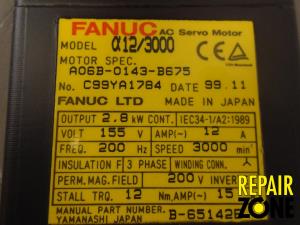 FANUC AC Servo Motor
MODEL α12/3000
MOTOR SPEC.
A06B-0143-B675
No. C99YA1784 DATE 99.11
FANUC LTD MADE IN JAPAN
OUTPUT 2.8 kW CONT. IEC34-1/A2:1989
VOLT 155 V AMP(~) 12 A
FREQ. 200 Hz SPEED 3000 min⁻¹
INSULATION F 3 PHASE WINDING CONN.
PERM. MAG. FIELD 200 V INVERT
STALL TRQ. 12 Nm, AMP(~) 15
MANUAL PART NUMBER B-65142E
YAMANASHI JAPAN
REPAIR
ZONE